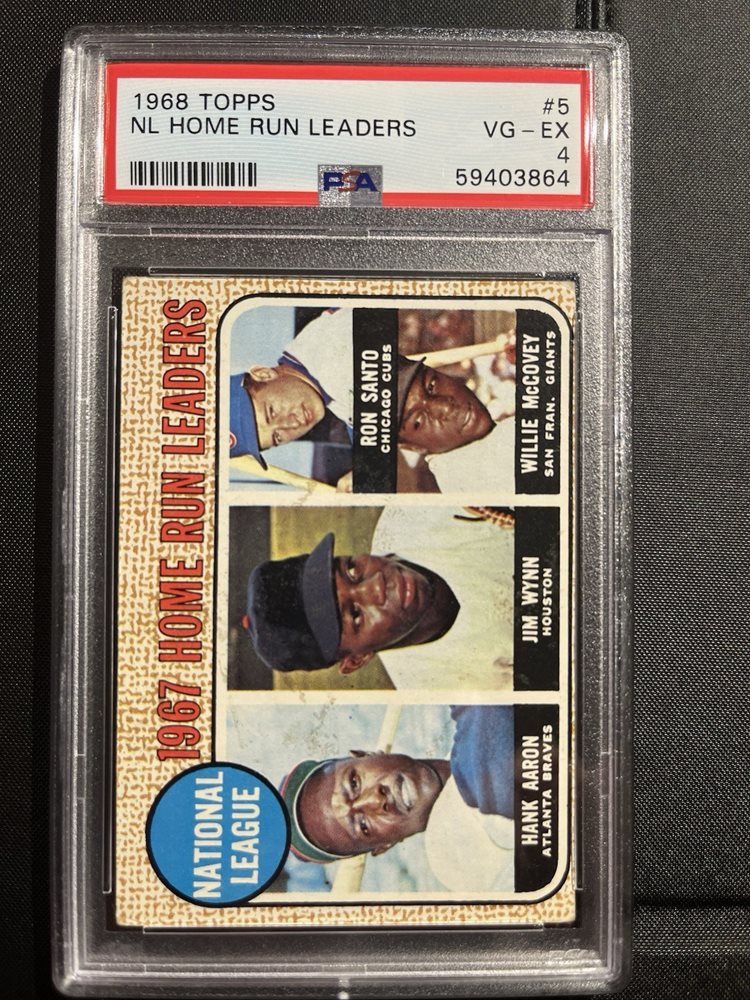 1968 TOPPS #5
NL HOME RUN LEADERS VG - EX
4
PSA 59403864
1967 HOME RUN LEADERS
NATIONAL
LEAGUE
HANK AARON
ATLANTA BRAVES
JIM WYNN
HOUSTON
RON SANTO
CHICAGO CUBS
WILLIE McCOVEY
SAN FRAN. GIANTS